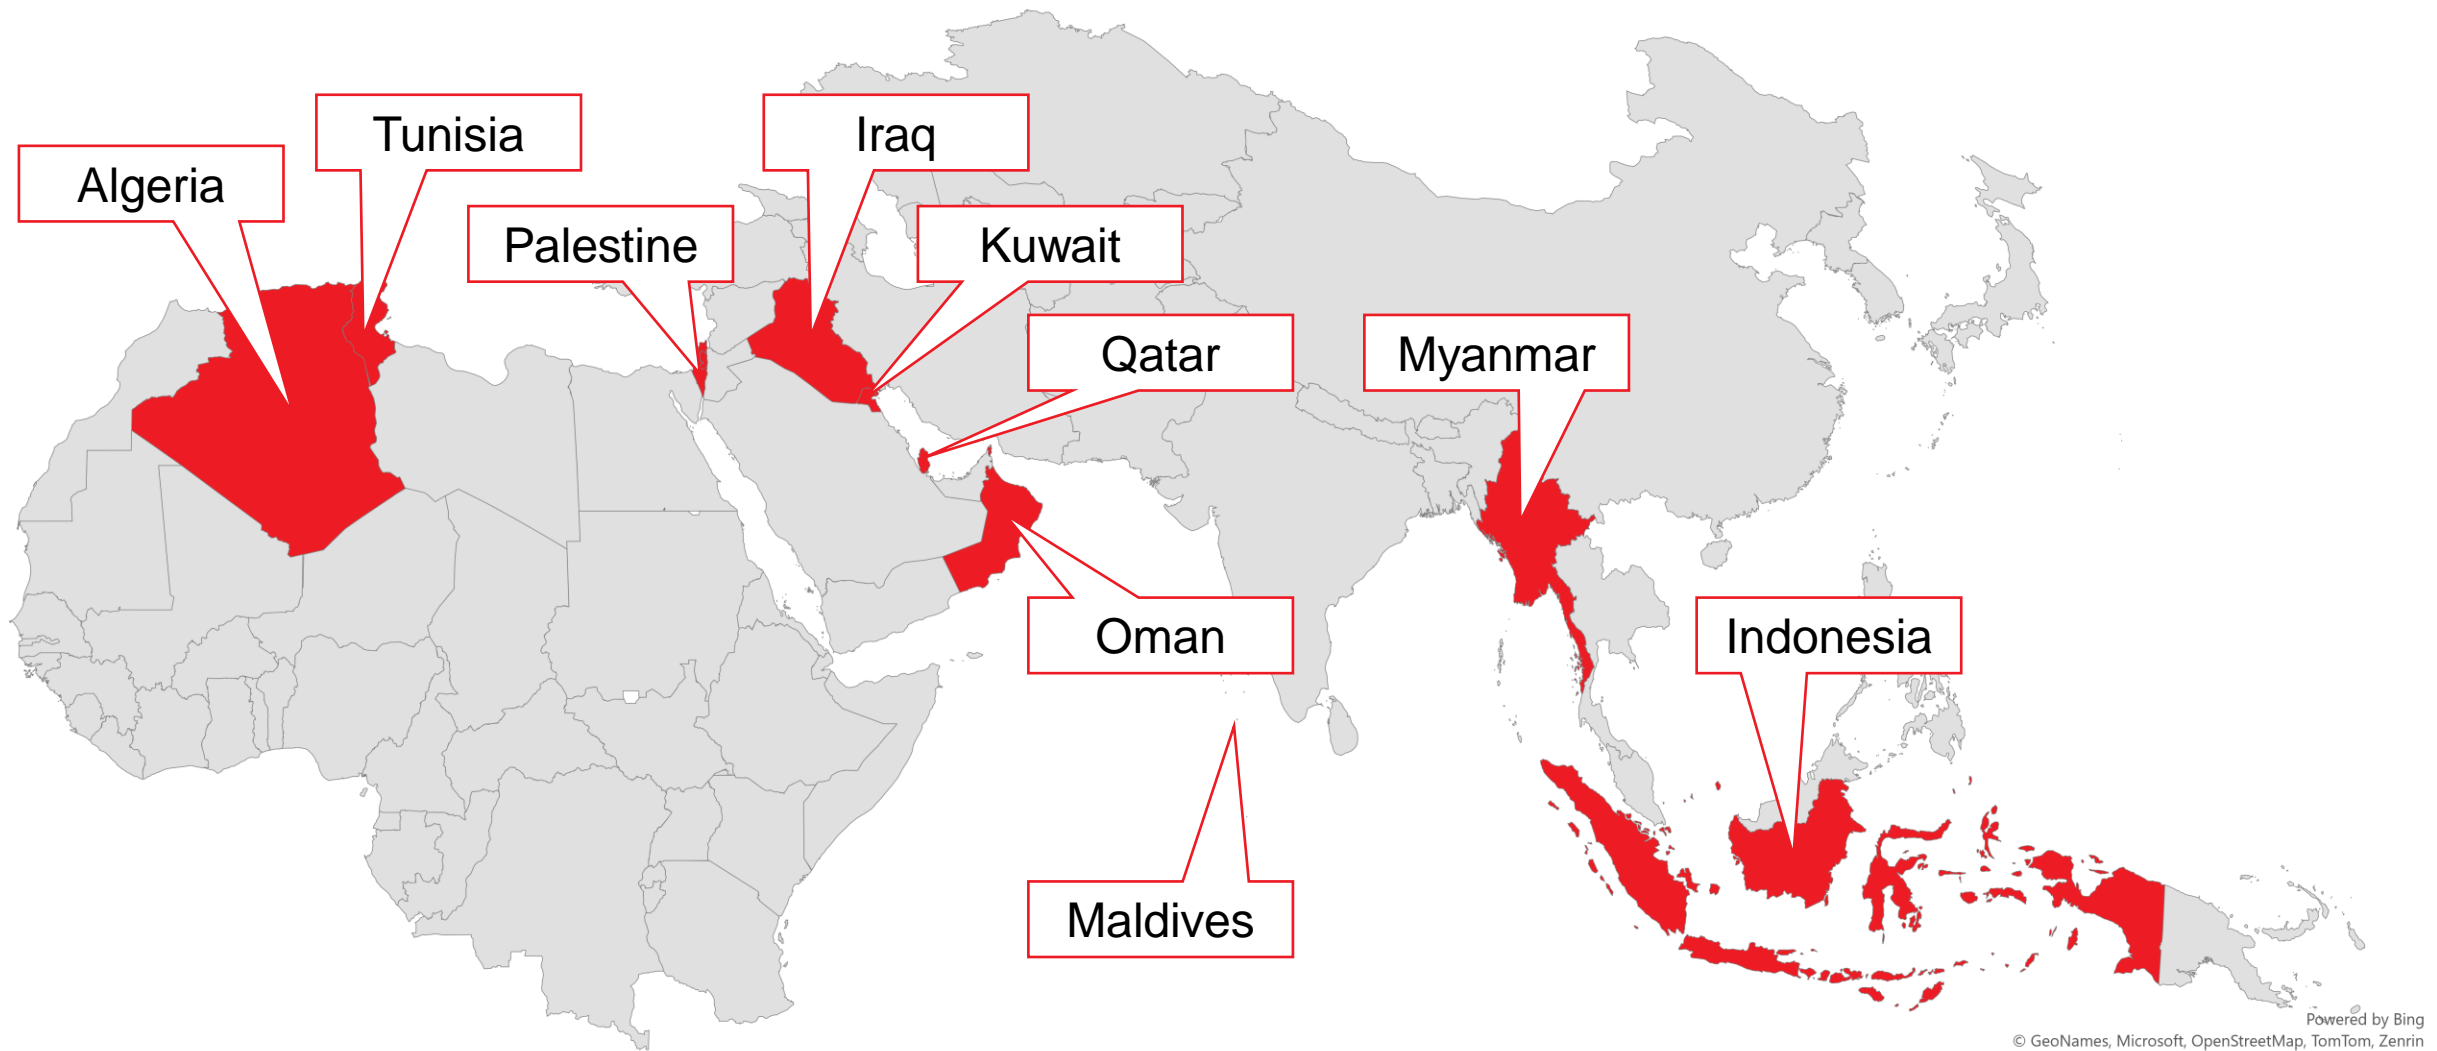 Tunisia
Iraq
Algeria
Palestine
Kuwait
Qatar
Myanmar
Oman
Indonesia
Maldives
Powered by Bing
© GeoNames, Microsoft, OpenStreetMap, TomTom, Zenrin